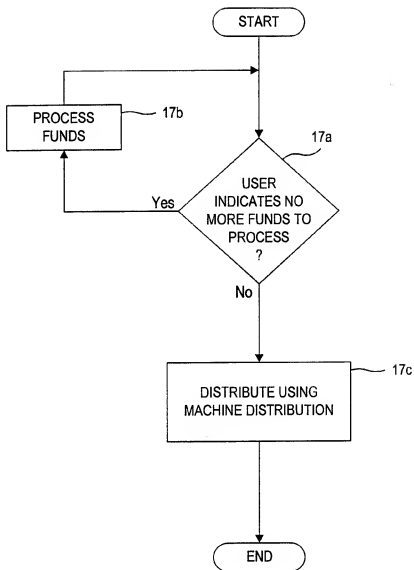 START
PROCESS
FUNDS
17b
17a
USER
INDICATES NO
MORE FUNDS TO
PROCESS
?
Yes
No
17c
DISTRIBUTE USING
MACHINE DISTRIBUTION
END